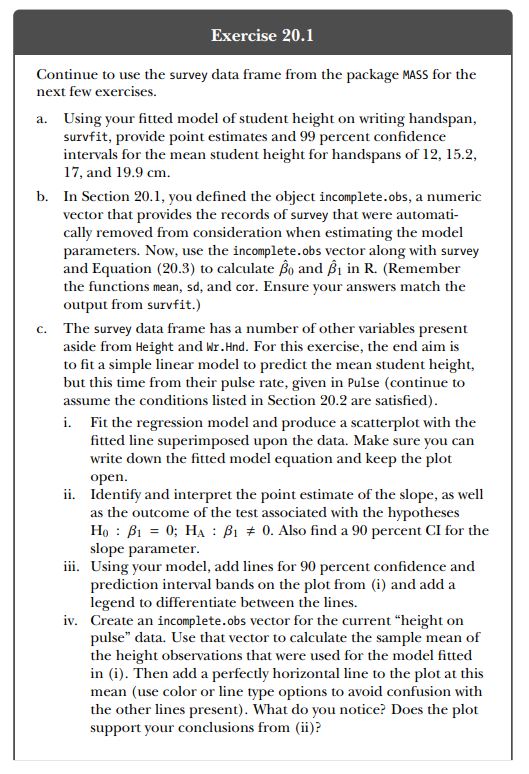 Exercise 20.1
Continue to use the survey data frame from the package MASS for the
next few exercises.
a. Using your fitted model of student height on writing handspan,
survfit, provide point estimates and 99 percent confidence
intervals for the mean student height for handspans of 12, 15.2,
17, and 19.9 cm.
b. In Section 20.1, you defined the object incomplete.obs, a numeric
vector that provides the records of survey that were automati-
cally removed from consideration when estimating the model
parameters. Now, use the incomplete.obs vector along with survey
and Equation (20.3) to calculate β̂₀ and β̂₁ in R. (Remember
the functions mean, sd, and cor. Ensure your answers match the
output from survfit.)
c. The survey data frame has a number of other variables present
aside from Height and Wr.Hnd. For this exercise, the end aim is
to fit a simple linear model to predict the mean student height,
but this time from their pulse rate, given in Pulse (continue to
assume the conditions listed in Section 20.2 are satisfied).
i. Fit the regression model and produce a scatterplot with the
fitted line superimposed upon the data. Make sure you can
write down the fitted model equation and keep the plot
open.
ii. Identify and interpret the point estimate of the slope, as well
as the outcome of the test associated with the hypotheses
H₀ : β₁ = 0; Hᴀ : β₁ ≠ 0. Also find a 90 percent CI for the
slope parameter.
iii. Using your model, add lines for 90 percent confidence and
prediction interval bands on the plot from (i) and add a
legend to differentiate between the lines.
iv. Create an incomplete.obs vector for the current “height on
pulse” data. Use that vector to calculate the sample mean of
the height observations that were used for the model fitted
in (i). Then add a perfectly horizontal line to the plot at this
mean (use color or line type options to avoid confusion with
the other lines present). What do you notice? Does the plot
support your conclusions from (ii)?